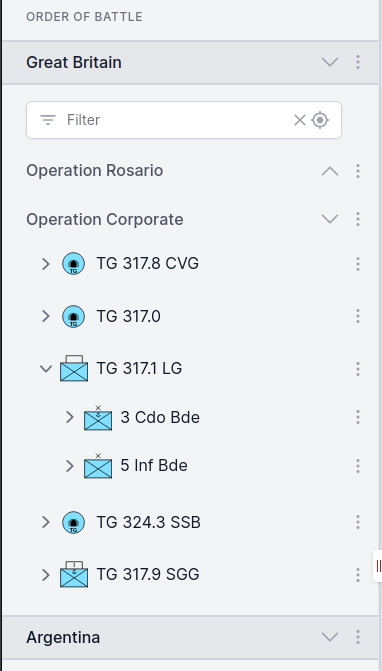 ORDER OF BATTLE
Great Britain
Filter
Operation Rosario
Operation Corporate
TG
TG 317.8 CVG
TG
TG 317.0
TG 317.1 LG
3 Cdo Bde
5 Inf Bde
TG
TG 324.3 SSB
TG
TG 317.9 SGG
Argentina